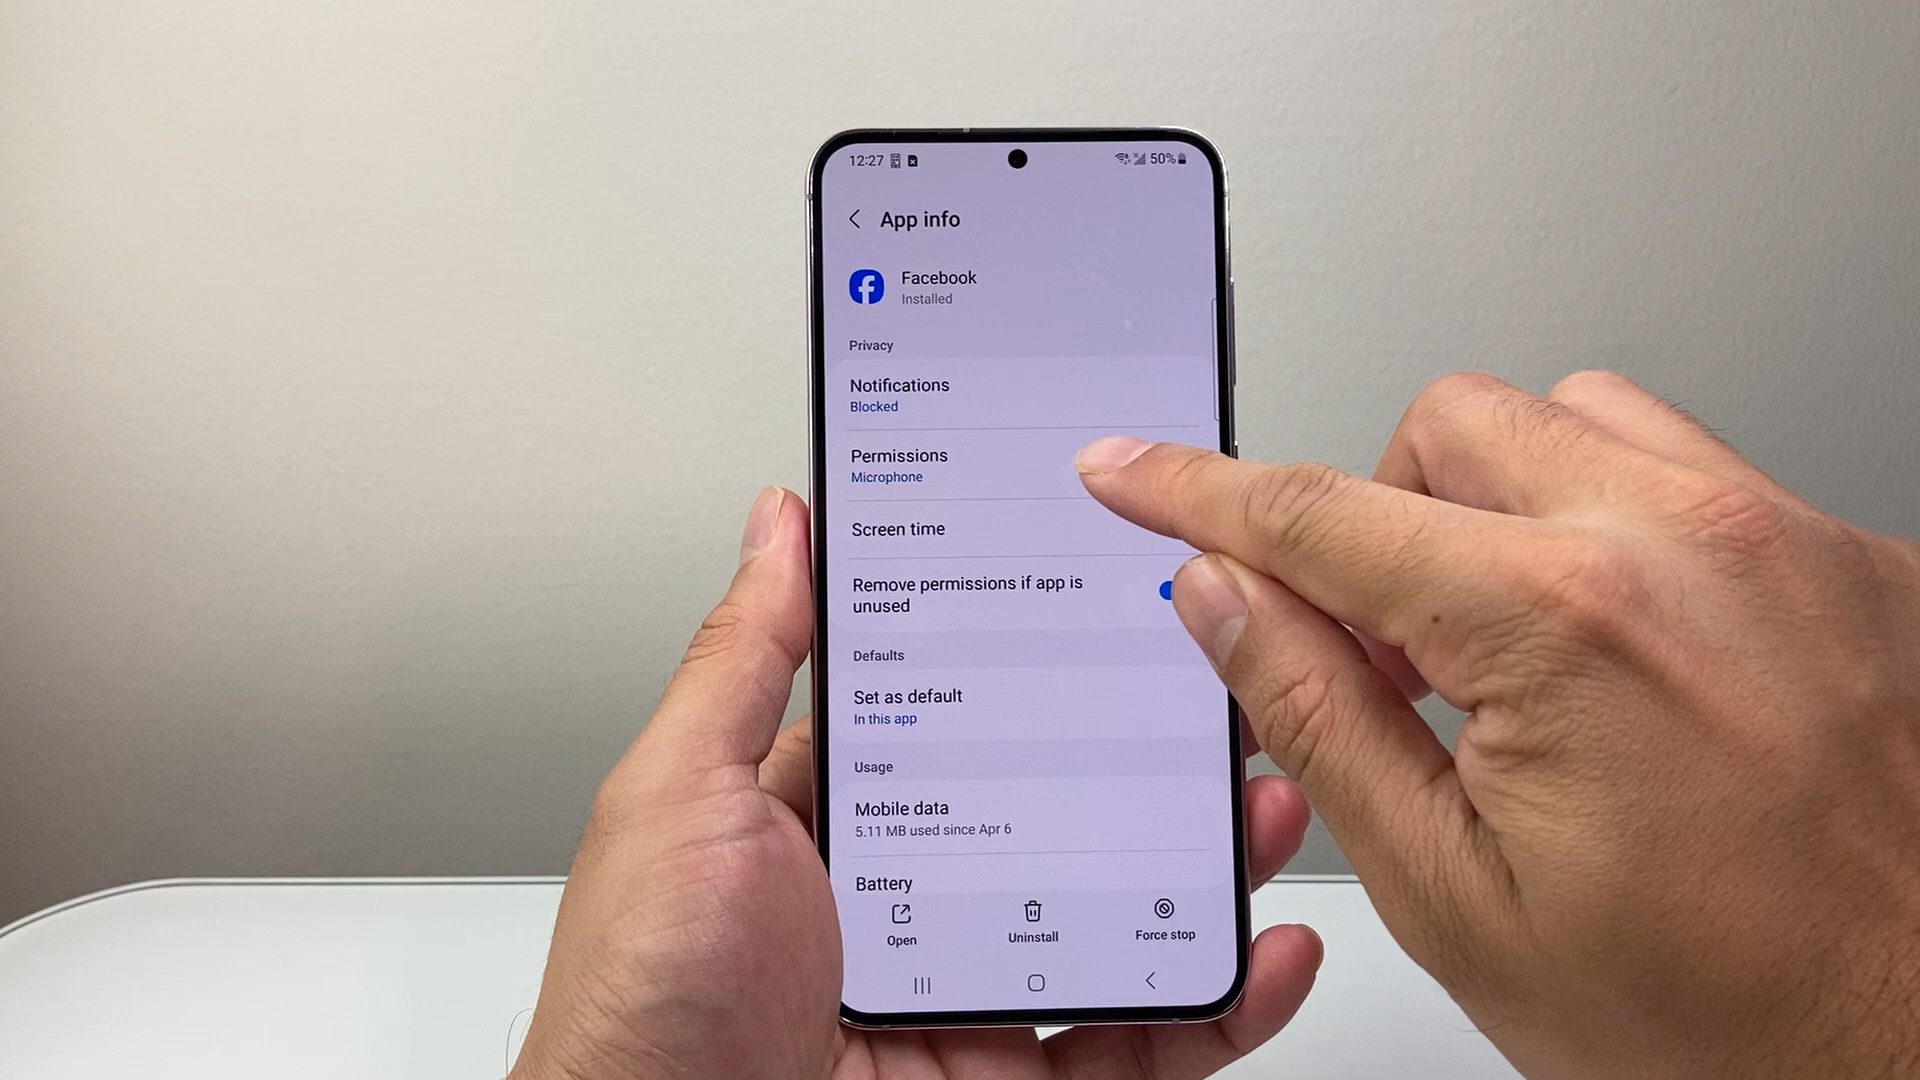 12:27
50%
App info
Facebook
Installed
Privacy
Notifications
Blocked
Permissions
Microphone
Screen time
Remove permissions if app is
unused
Defaults
Set as default
In this app
Usage
Mobile data
5.11 MB used since Apr 6
Battery
Open
Uninstall
Force stop